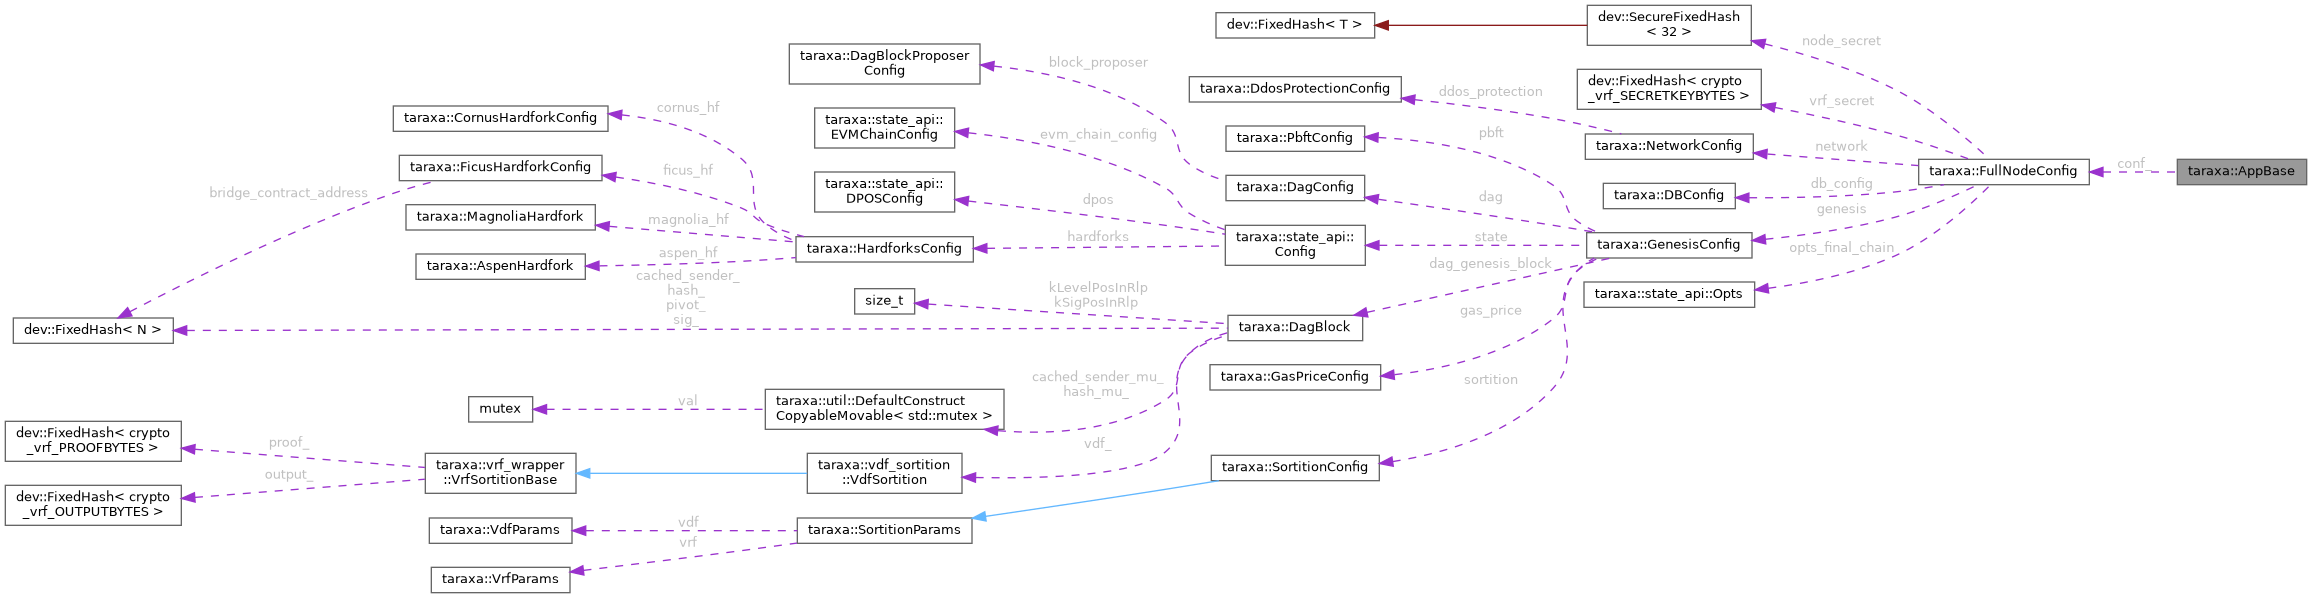 dev::FixedHash< T >
dev::SecureFixedHash
< 32 >
node_secret
taraxa::DagBlockProposer
Config
block_proposer
taraxa::DdosProtectionConfig
ddos_protection
dev::FixedHash< crypto
_vrf_SECRETKEYBYTES >
vrf_secret
taraxa::CornusHardforkConfig
cornus_hf
taraxa::state_api::
EVMChainConfig
evm_chain_config
taraxa::PbftConfig
pbft
taraxa::NetworkConfig
network
taraxa::FullNodeConfig
conf_
taraxa::AppBase
taraxa::FicusHardforkConfig
ficus_hf
bridge_contract_address
taraxa::state_api::
DPOSConfig
dpos
taraxa::DagConfig
dag
taraxa::DBConfig
db_config
genesis
taraxa::MagnoliaHardfork
magnolia_hf
taraxa::HardforksConfig
hardforks
taraxa::state_api::
Config
state
taraxa::GenesisConfig
opts_final_chain
taraxa::AspenHardfork
aspen_hf
dag_genesis_block
taraxa::state_api::Opts
cached_sender_
hash_
pivot_
sig_
size_t
kLevelPosInRlp
kSigPosInRlp
gas_price
dev::FixedHash< N >
taraxa::DagBlock
taraxa::GasPriceConfig
sortition
cached_sender_mu_
hash_mu_
mutex
val
taraxa::util::DefaultConstruct
CopyableMovable< std::mutex >
dev::FixedHash< crypto
_vrf_PROOFBYTES >
proof_
vdf_
taraxa::vrf_wrapper
::VrfSortitionBase
taraxa::vdf_sortition
::VdfSortition
taraxa::SortitionConfig
output_
dev::FixedHash< crypto
_vrf_OUTPUTBYTES >
taraxa::VdfParams
vdf
taraxa::SortitionParams
vrf
taraxa::VrfParams